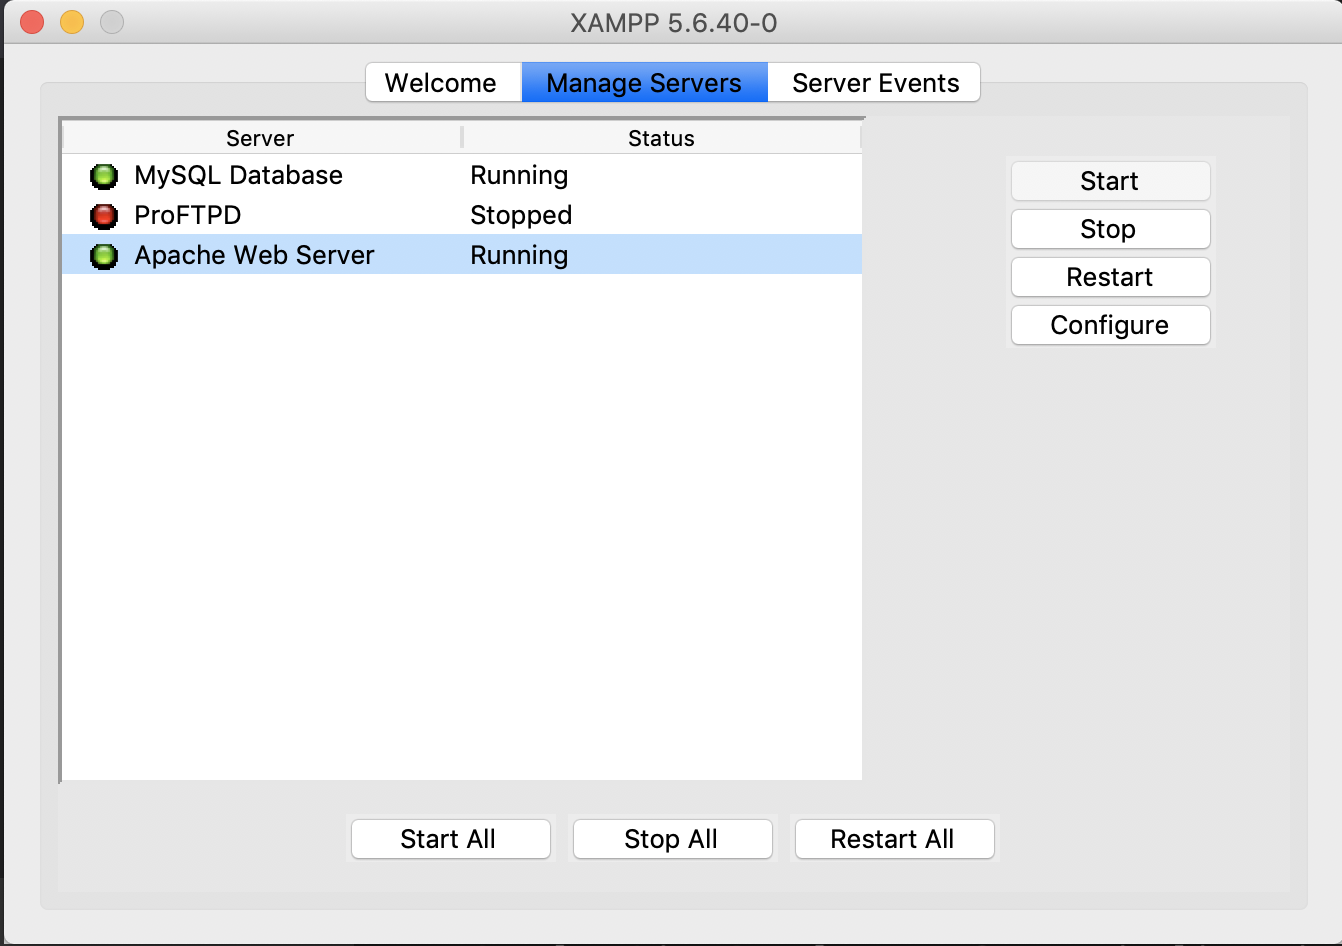 XAMPP 5.6.40-0
Welcome Manage Servers Server Events
Server Status
MySQL Database Running
ProFTPD Stopped
Apache Web Server Running
Start
Stop
Restart
Configure
Start All Stop All Restart All